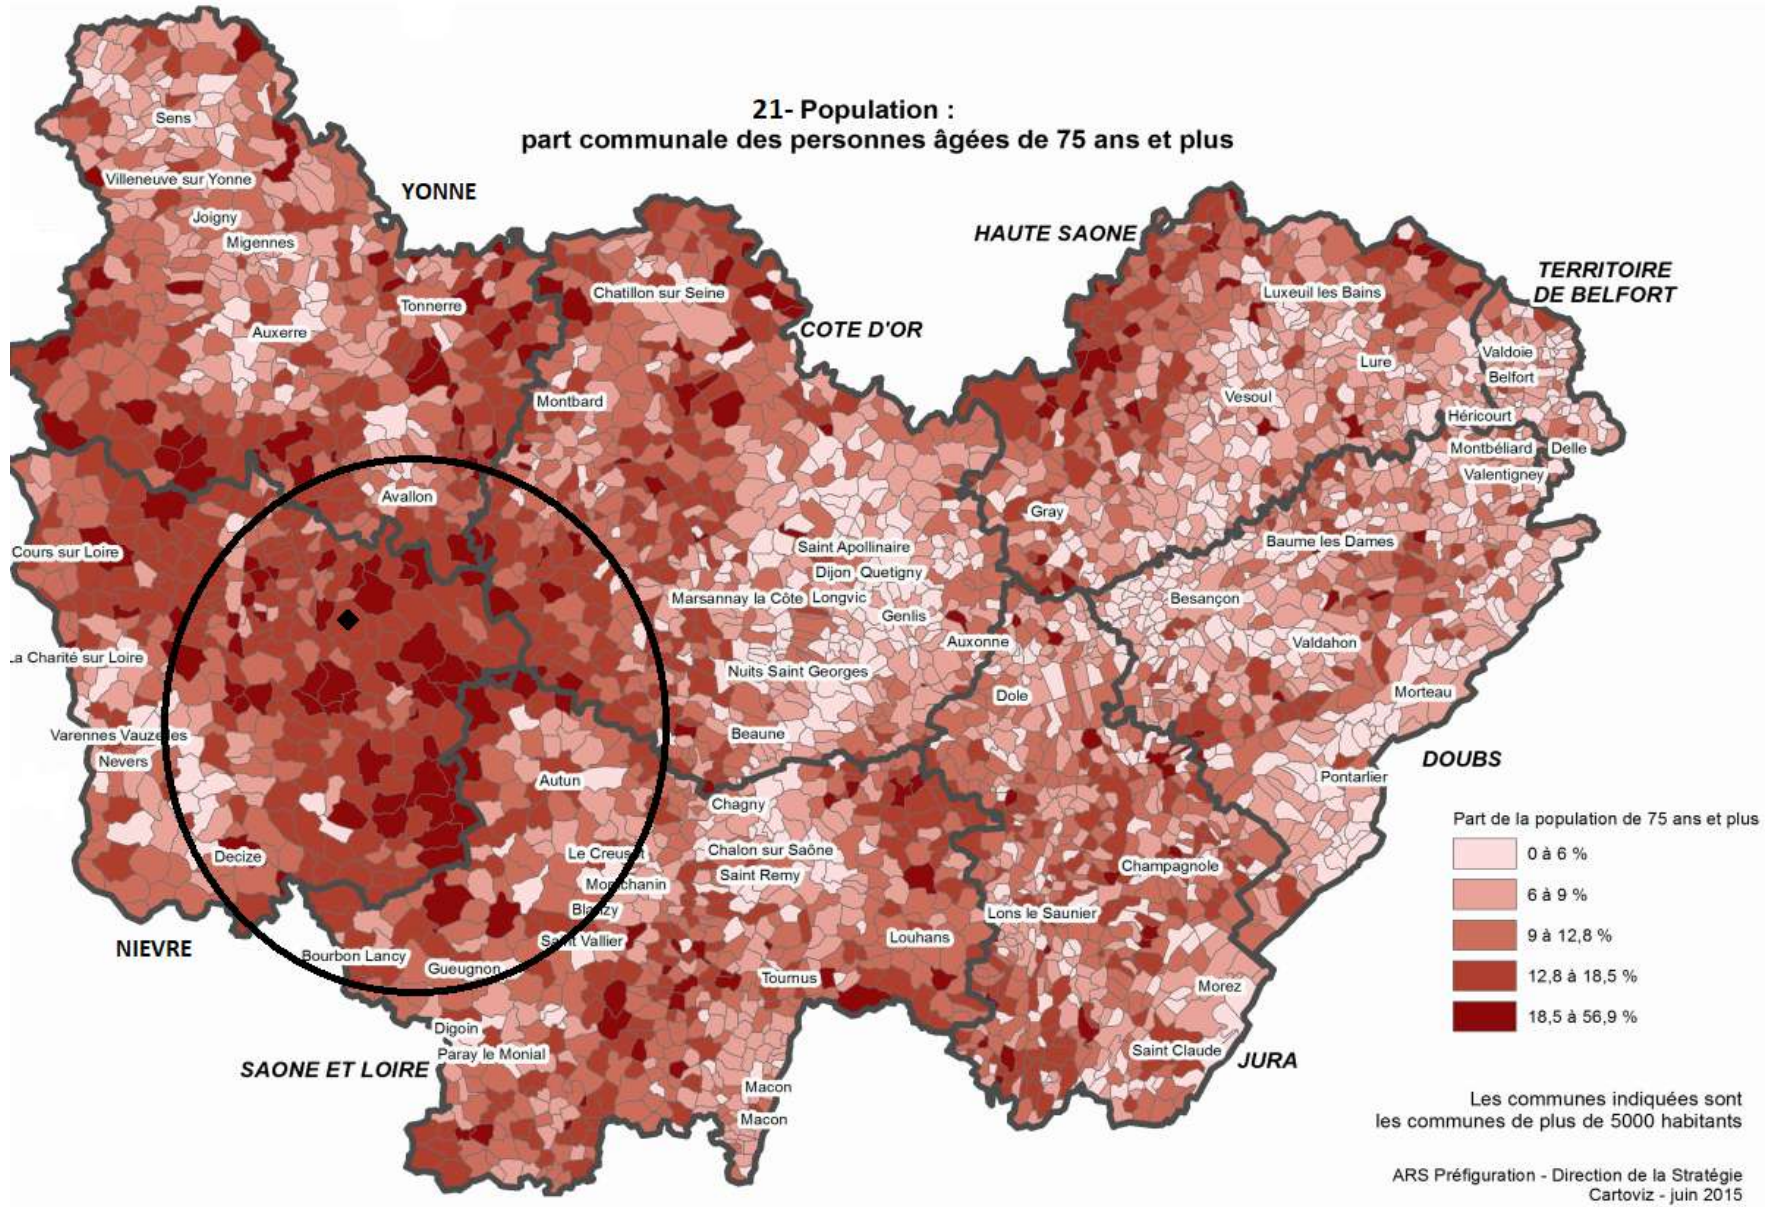 21- Population :
part communale des personnes âgées de 75 ans et plus
Sens
Villeneuve sur Yonne
YONNE
Joigny
Migennes
HAUTE SAONE
TERRITOIRE
DE BELFORT
Tonnerre
Chatillon sur Seine
Luxeuil les Bains
COTE D'OR
Auxerre
Valdoie
Lure
Belfort
Montbard
Vesoul
Héricourt
Montbéliard
Delle
Valentigney
Avallon
Gray
Cours sur Loire
Saint Apollinaire
Baume les Dames
Dijon
Quetigny
Marsannay la Côte
Longvic
Besançon
Genlis
Auxonne
Valdahon
a Charité sur Loire
Nuits Saint Georges
Dole
Morteau
Varennes Vauzelles
Beaune
Nevers
Autun
Pontarlier
DOUBS
Chagny
Part de la population de 75 ans et plus
0 à 6 %
6 à 9 %
9 à 12,8 %
12,8 à 18,5 %
18,5 à 56,9 %
Decize
Le Creusot
Chalon sur Saône
Champagnole
Saint Remy
Montchanin
Blanzy
Lons le Saunier
NIEVRE
Saint Vallier
Louhans
Bourbon Lancy
Gueugnon
Tournus
Morez
Digoin
Paray le Monial
Saint Claude
JURA
SAONE ET LOIRE
Macon
Macon
Les communes indiquées sont
les communes de plus de 5000 habitants
ARS Préfiguration - Direction de la Stratégie
Cartoviz - juin 2015